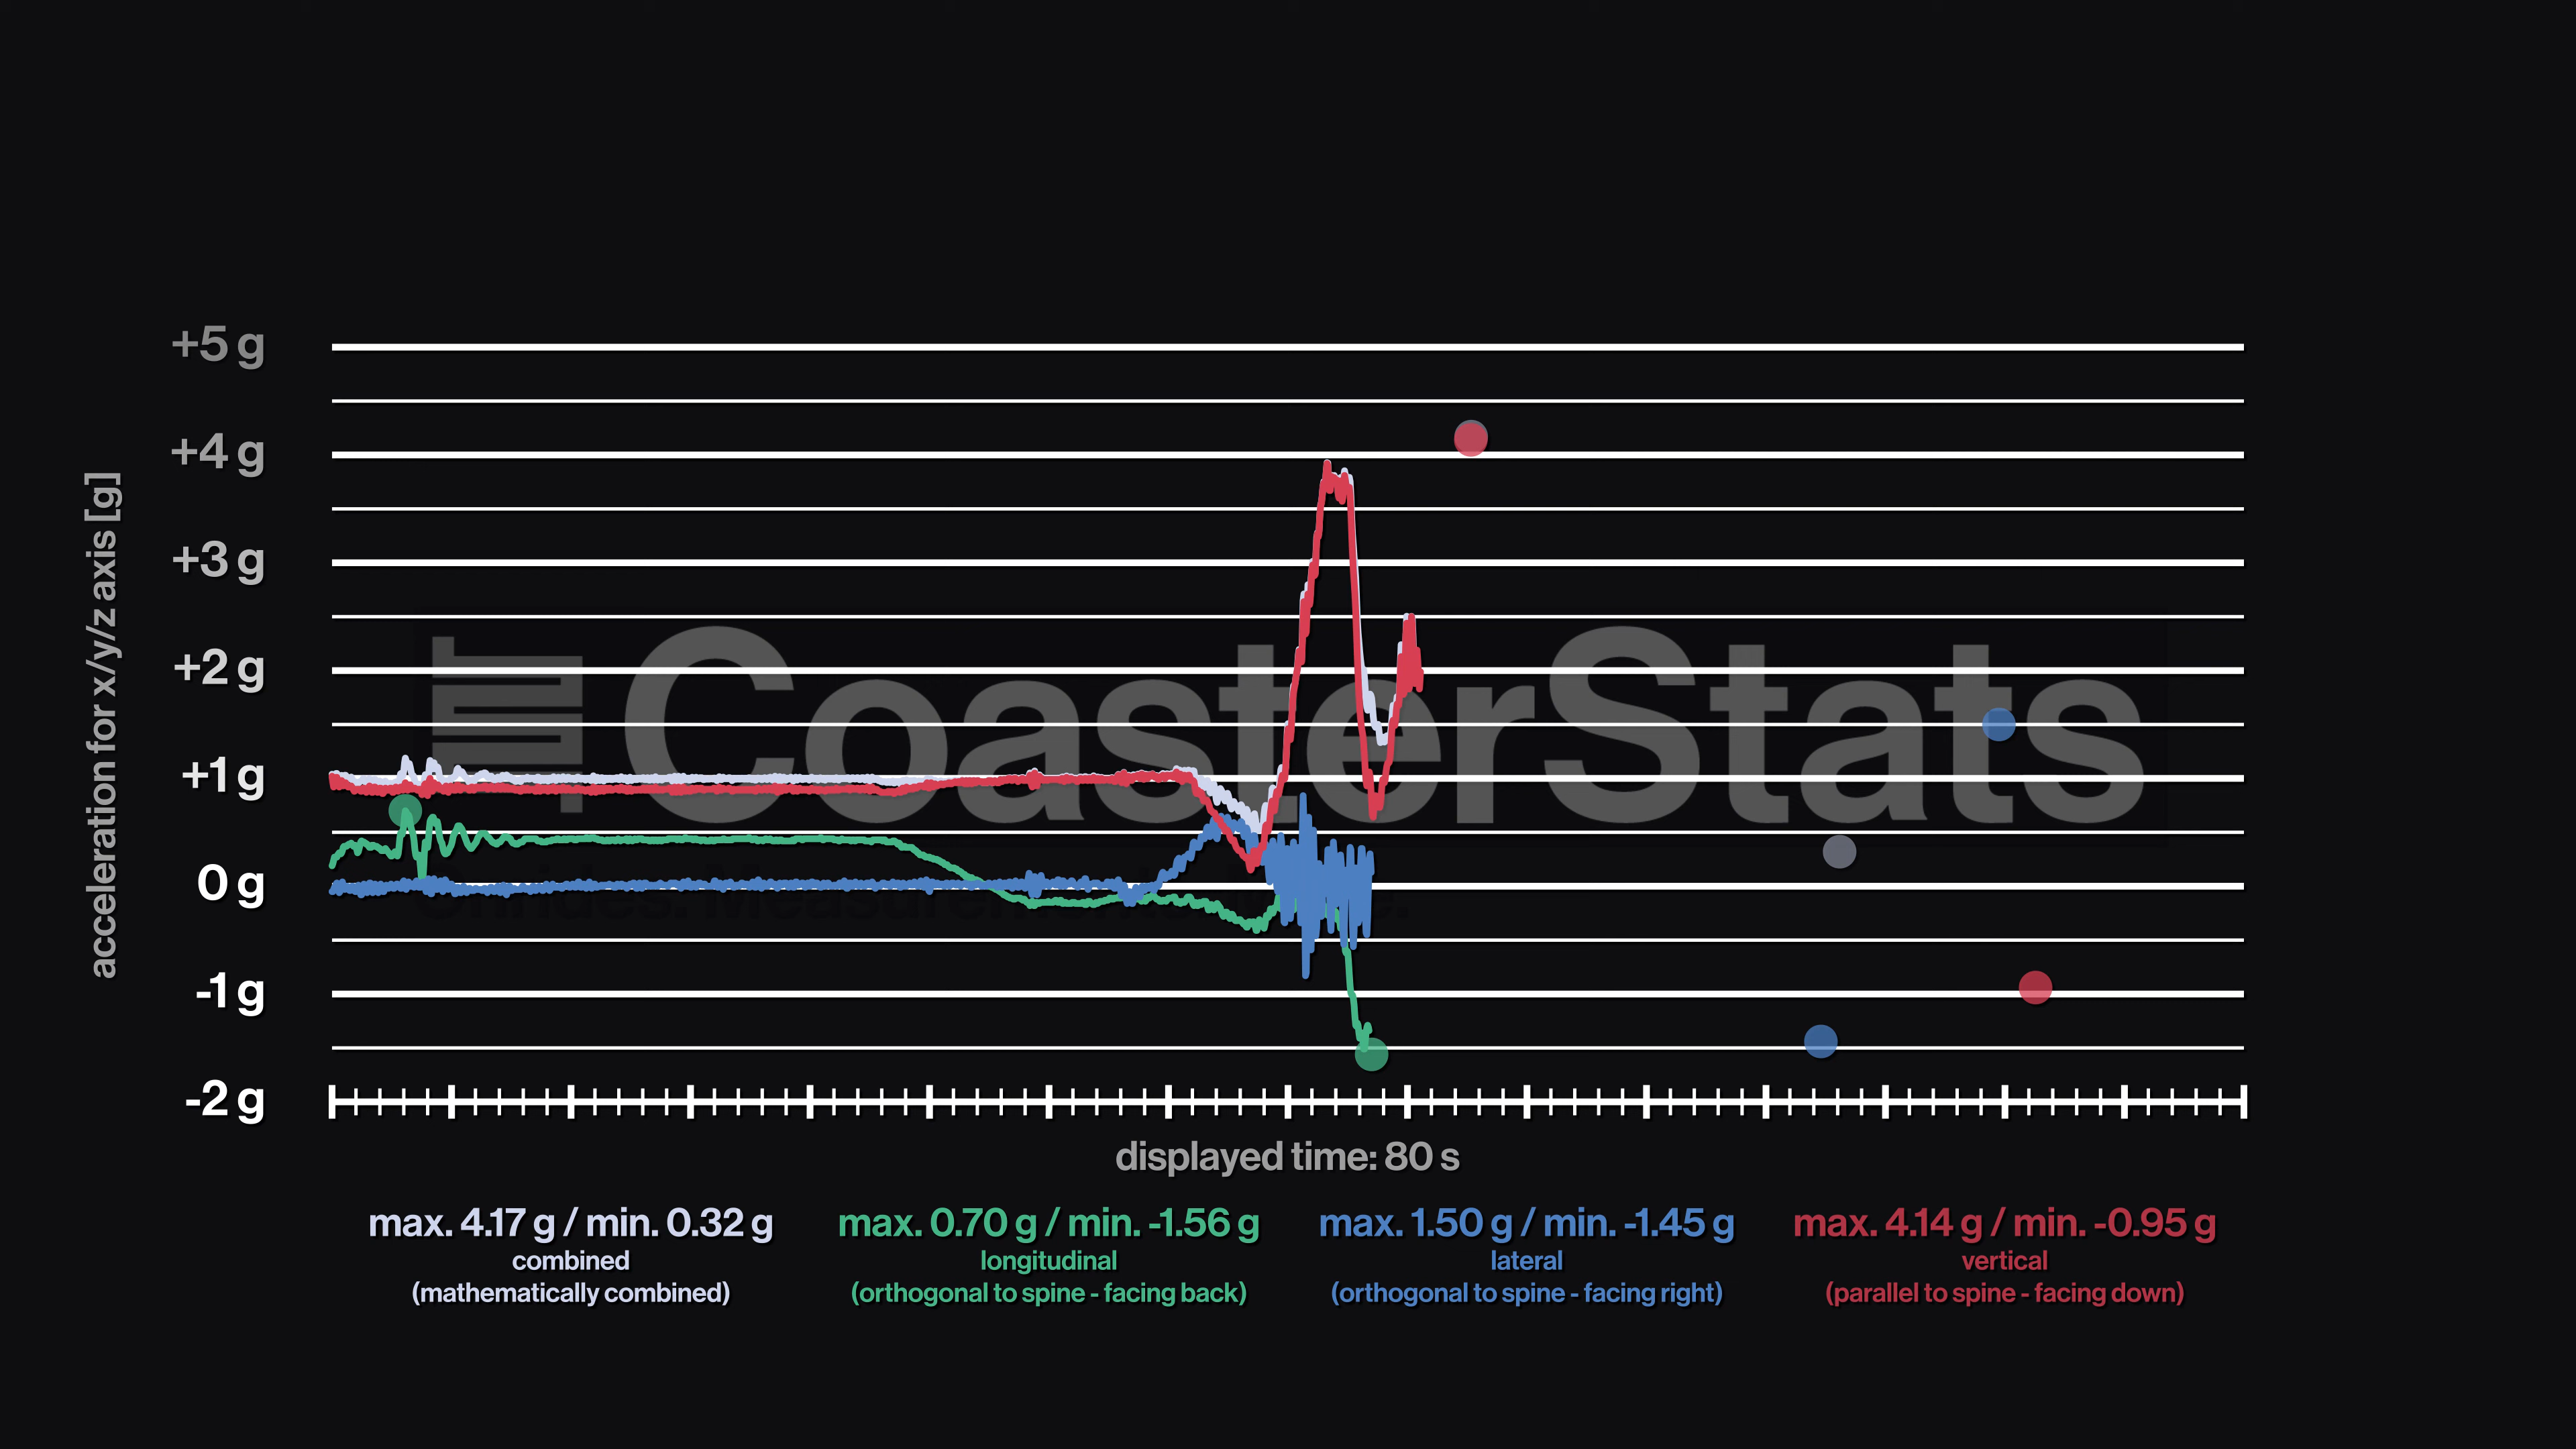 +5 g
+4 g
+3 g
+2 g
+1 g
0 g
-1 g
-2 g
acceleration for x/y/z axis [g]
CoasterStats
displayed time: 80 s
max. 4.17 g / min. 0.32 g
combined
(mathematically combined)
max. 0.70 g / min. -1.56 g
longitudinal
(orthogonal to spine - facing back)
max. 1.50 g / min. -1.45 g
lateral
(orthogonal to spine - facing right)
max. 4.14 g / min. -0.95 g
vertical
(parallel to spine - facing down)